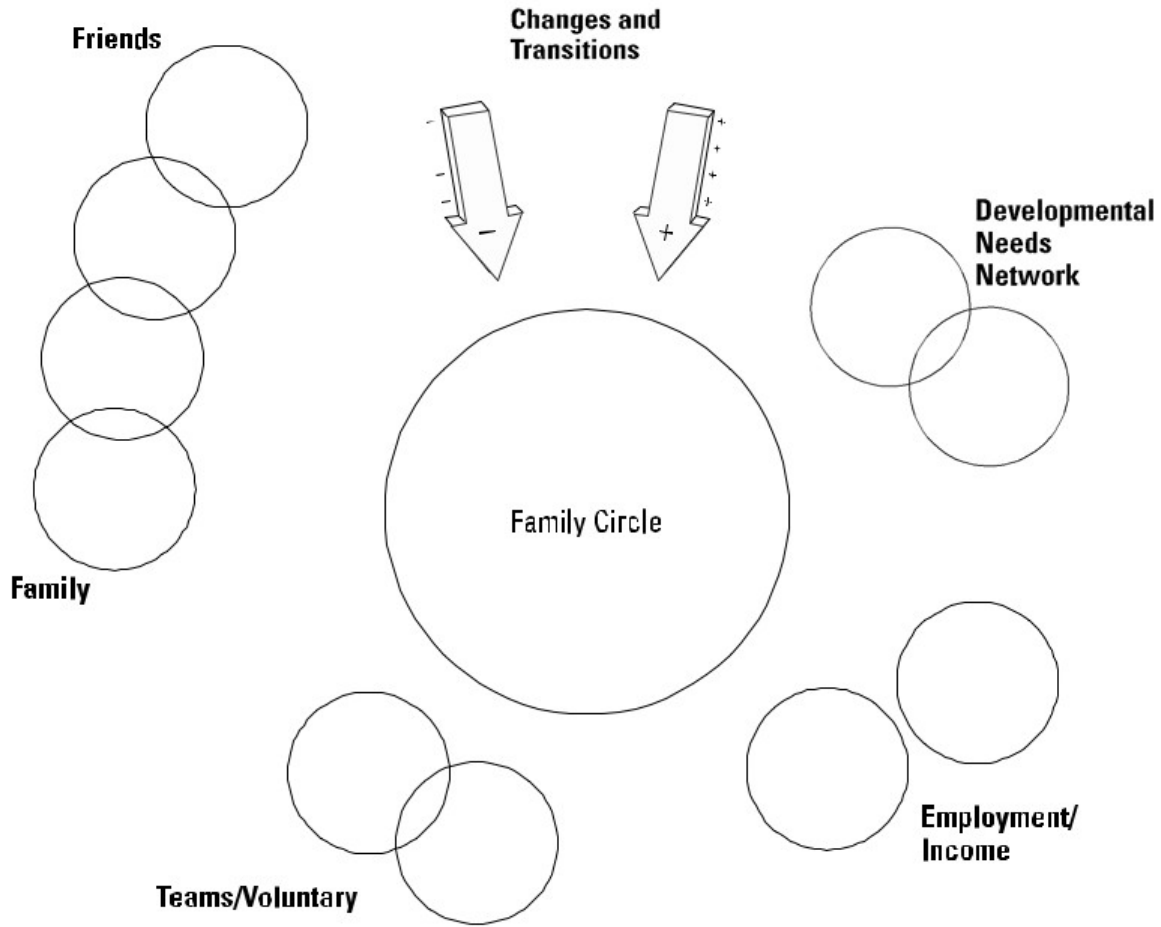 Friends
Changes and
Transitions
- +
- +
- +
- +
- +
Developmental
Needs
Network
Family Circle
Family
Employment/
Income
Teams/Voluntary